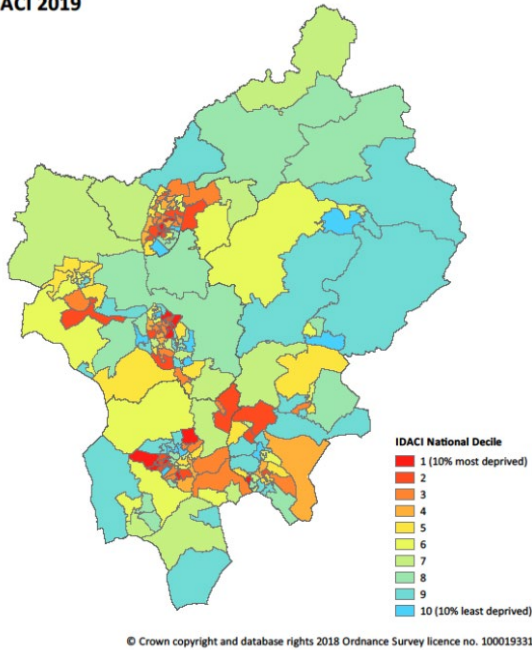 ACI 2019
IDACI National Decile
1 (10% most deprived)
2
3
4
5
6
7
8
9
10 (10% least deprived)
© Crown copyright and database rights 2018 Ordnance Survey licence no. 100019331